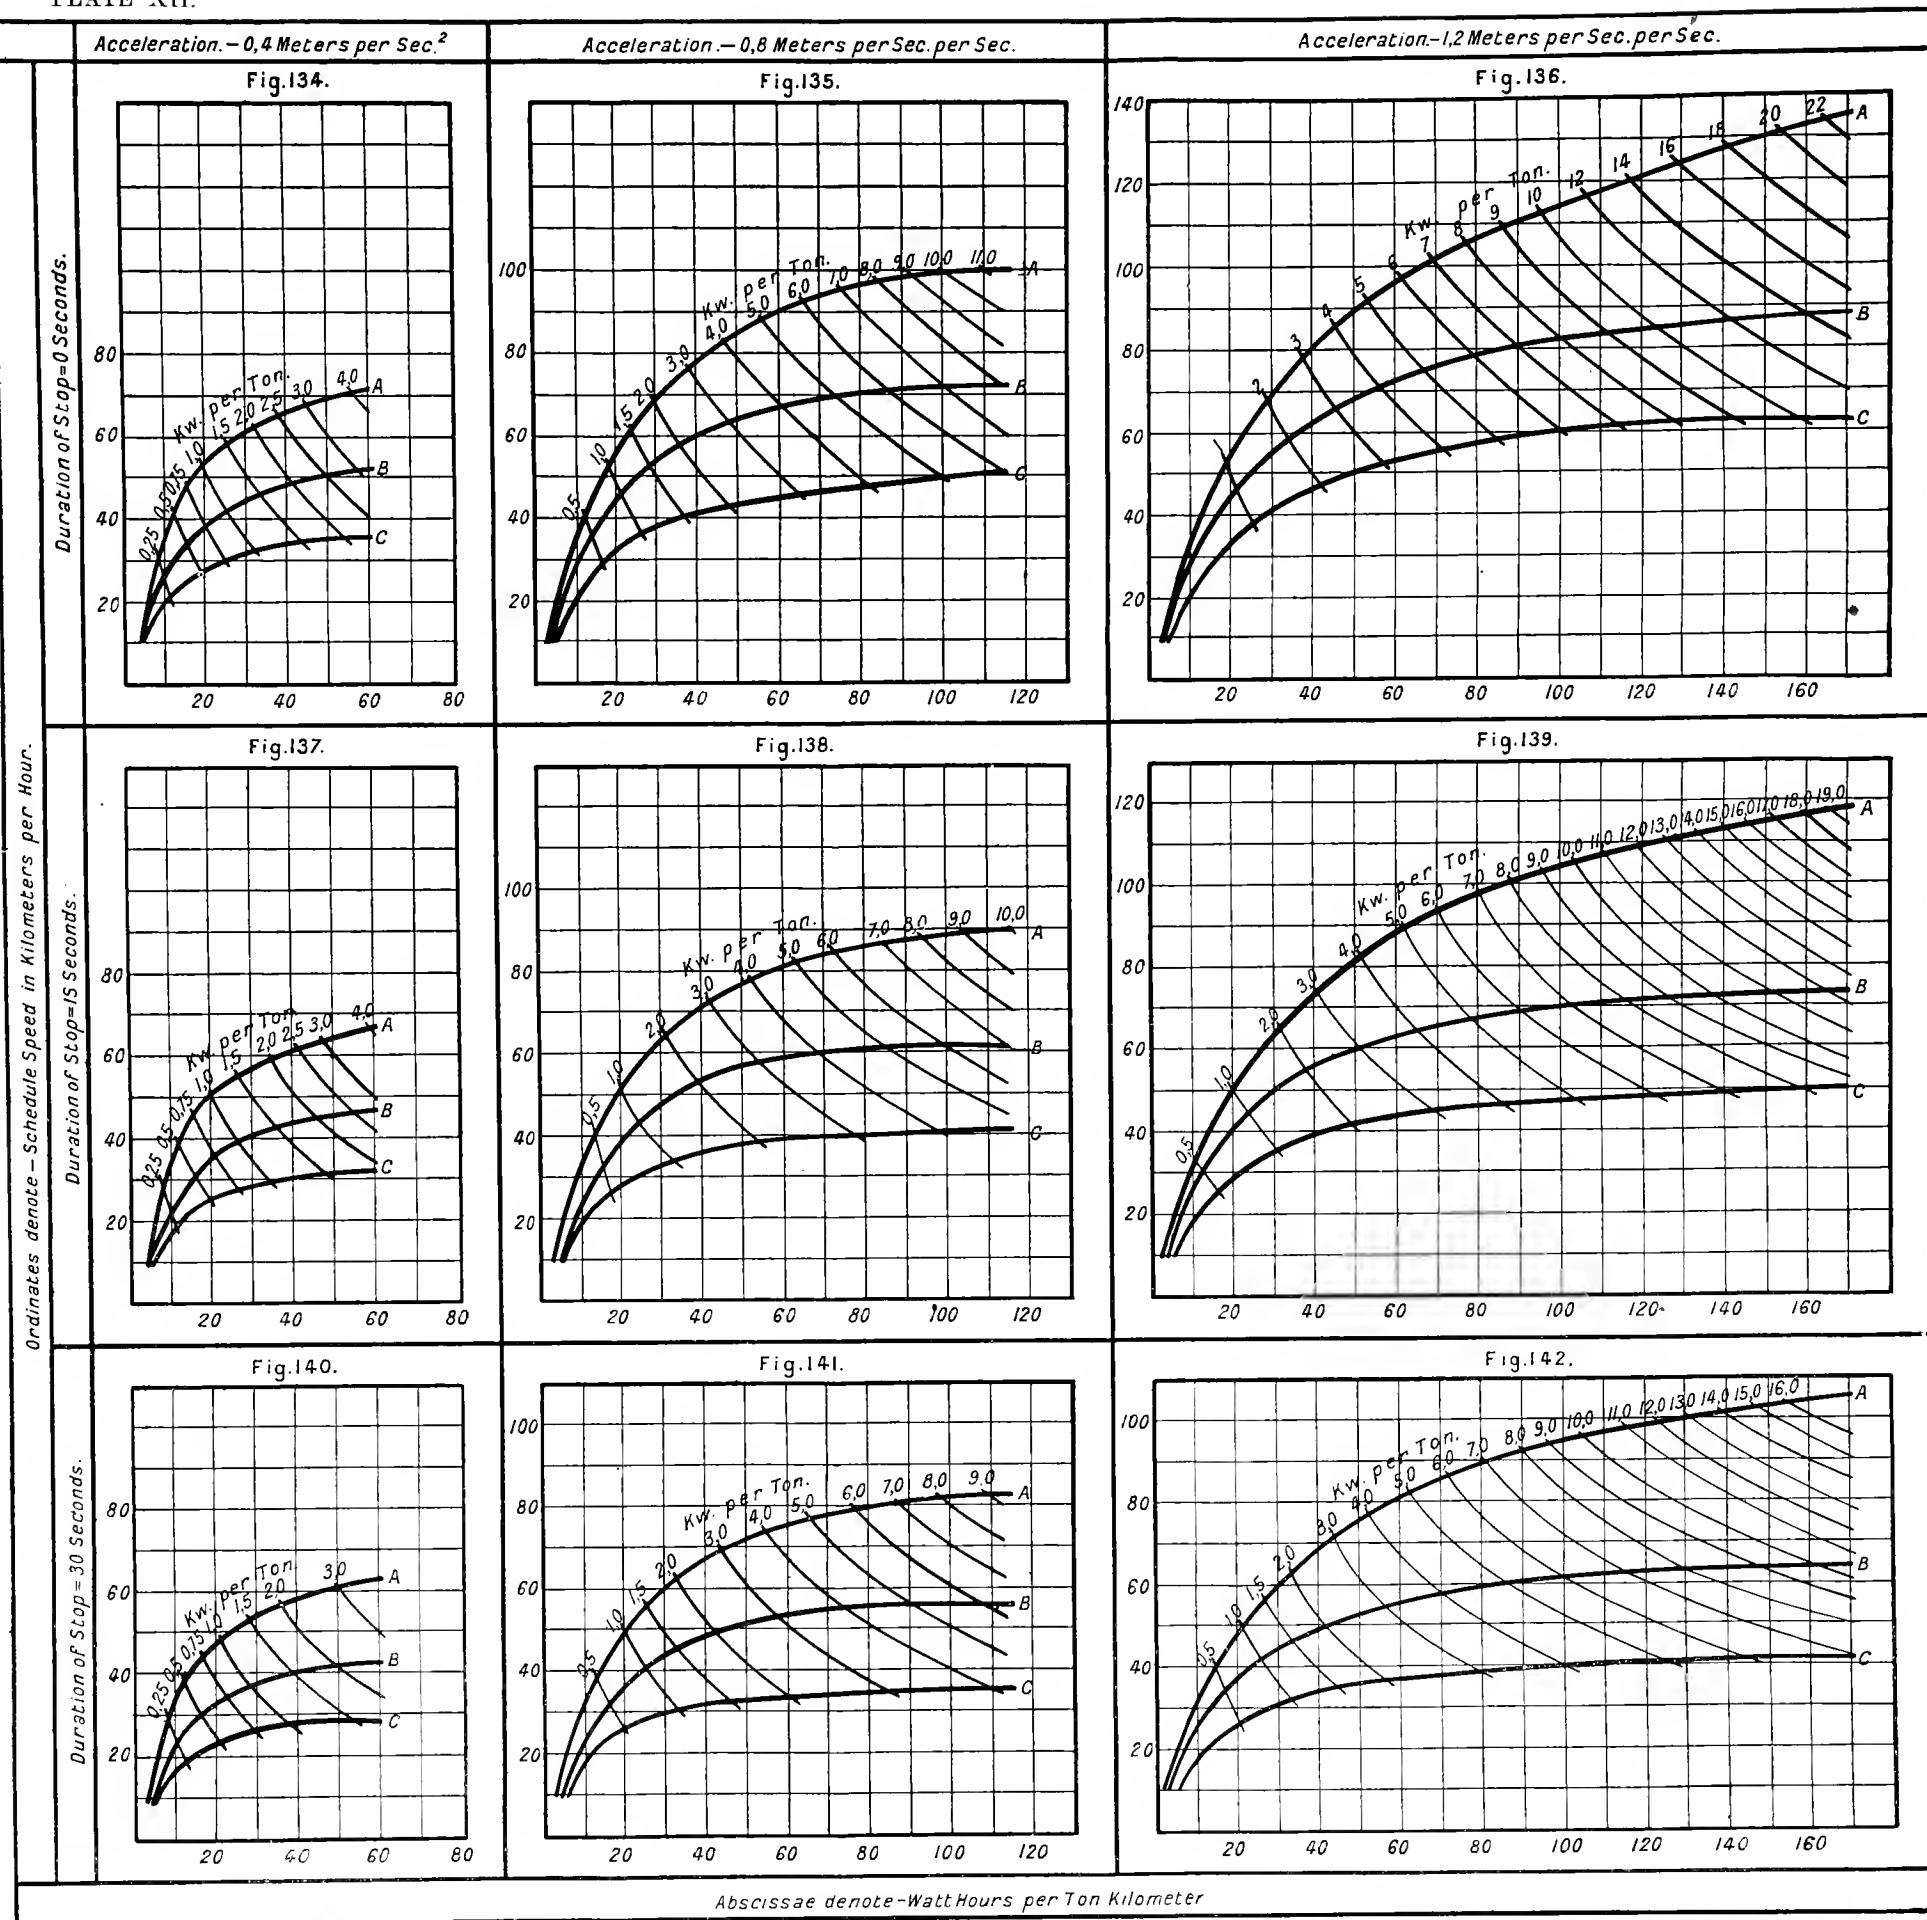 PLATE XII.
Acceleration.–0,4 Meters per Sec.²
Acceleration.–0,8 Meters per Sec. per Sec.
Acceleration.–1,2 Meters per Sec. per Sec.
Ordinates denote – Schedule Speed in Kilometers per Hour.
Duration of Stop=0 Seconds.
Fig.134.
80
60
40
20
Kw. per Ton.
0,25 0,5 0,75 1,0 1,5 2,0 2,5 3,0 4,0
A
B
C
20 40 60 80
Fig.135.
100
80
60
40
20
Kw. per Ton.
0,5 1,0 1,5 2,0 3,0 4,0 5,0 6,0 7,0 8,0 9,0 10,0 11,0
A
B
C
20 40 60 80 100 120
Fig.136.
140
120
100
80
60
40
20
Kw. per Ton.
1 2 3 4 5 6 7 8 9 10 12 14 16 18 20 22
A
B
C
20 40 60 80 100 120 140 160
Duration of Stop=15 Seconds.
Fig.137.
80
60
40
20
Kw per Ton
0,25 0,5 0,75 1,0 1,5 2,0 2,5 3,0 4,0
A
B
C
20 40 60 80
Fig.138.
100
80
60
40
20
Kw. per Ton.
0,5 1,0 2,0 3,0 4,0 5,0 6,0 7,0 8,0 9,0 10,0
A
B
C
20 40 60 80 100 120
Fig.139.
120
100
80
60
40
20
Kw. per Ton.
0,5 1,0 2,0 3,0 4,0 5,0 6,0 7,0 8,0 9,0 10,0 11,0 12,0 13,0 14,0 15,0 16,0 17,0 18,0 19,0
A
B
C
20 40 60 80 100 120 140 160
Duration of Stop = 30 Seconds.
Fig.140.
80
60
40
20
Kw. per Ton
0,25 0,5 0,75 1,0 1,5 2,0 3,0
A
B
C
20 40 60 80
Fig.141.
100
80
60
40
20
Kw. per Ton.
0,5 1,0 1,5 2,0 3,0 4,0 5,0 6,0 7,0 8,0 9,0
A
B
C
20 40 60 80 100 120
Fig.142.
100
80
60
40
20
Kw. per Ton.
0,5 1,0 1,5 2,0 3,0 4,0 5,0 6,0 7,0 8,0 9,0 10,0 11,0 12,0 13,0 14,0 15,0 16,0
A
B
C
20 40 60 80 100 120 140 160
Abscissae denote–Watt Hours per Ton Kilometer